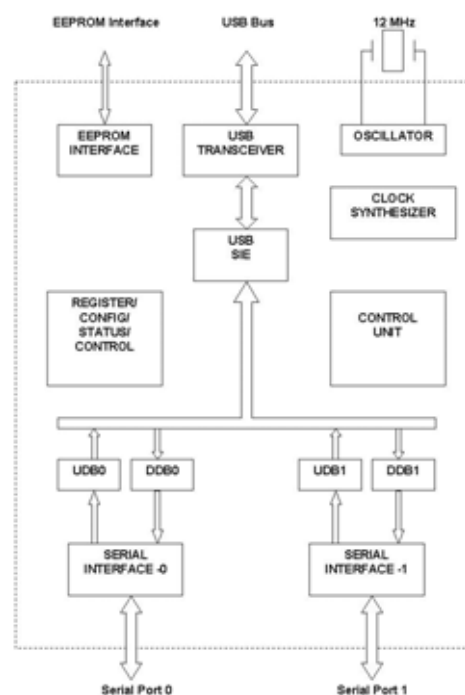 EEPROM Interface
USB Bus
12 MHz
EEPROM
INTERFACE
USB
TRANSCEIVER
OSCILLATOR
CLOCK
SYNTHESIZER
USB
SIE
REGISTER/
CONFIG/
STATUS/
CONTROL
CONTROL
UNIT
UDB0
DDB0
UDB1
DDB1
SERIAL
INTERFACE -0
SERIAL
INTERFACE -1
Serial Port 0
Serial Port 1